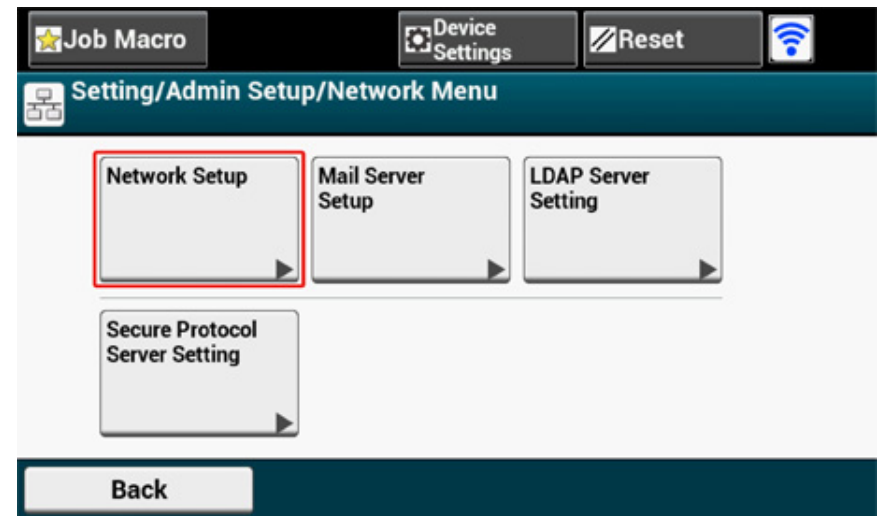 Job Macro
Device
Settings
Reset
Setting/Admin Setup/Network Menu
Network Setup
Mail Server
Setup
LDAP Server
Setting
Secure Protocol
Server Setting
Back